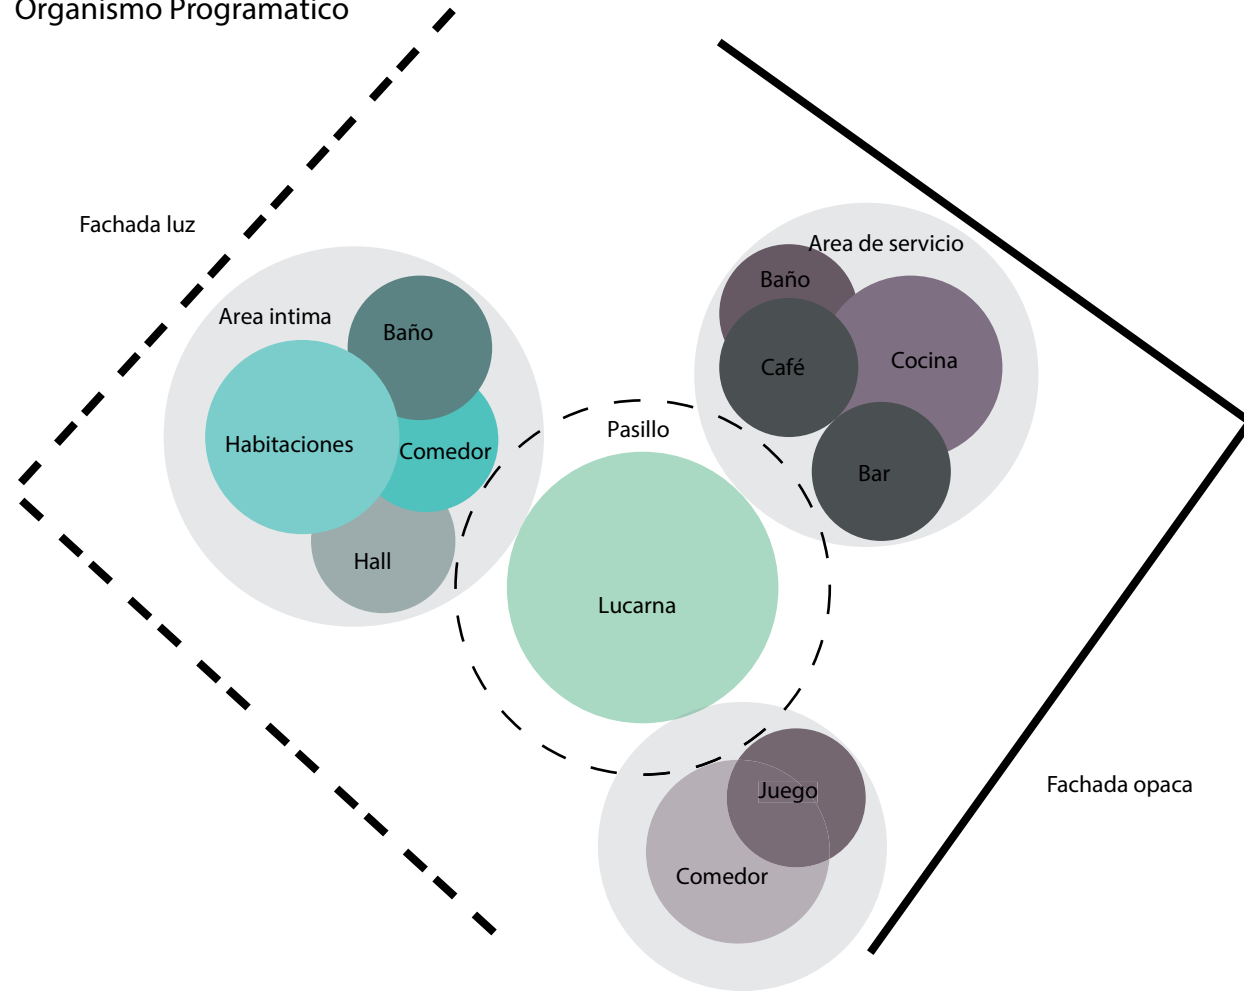 Organismo Programatico
Fachada luz
Area de servicio
Baño
Area intima
Baño
Café
Cocina
Pasillo
Habitaciones
Comedor
Bar
Hall
Lucarna
Fachada opaca
Juego
Comedor